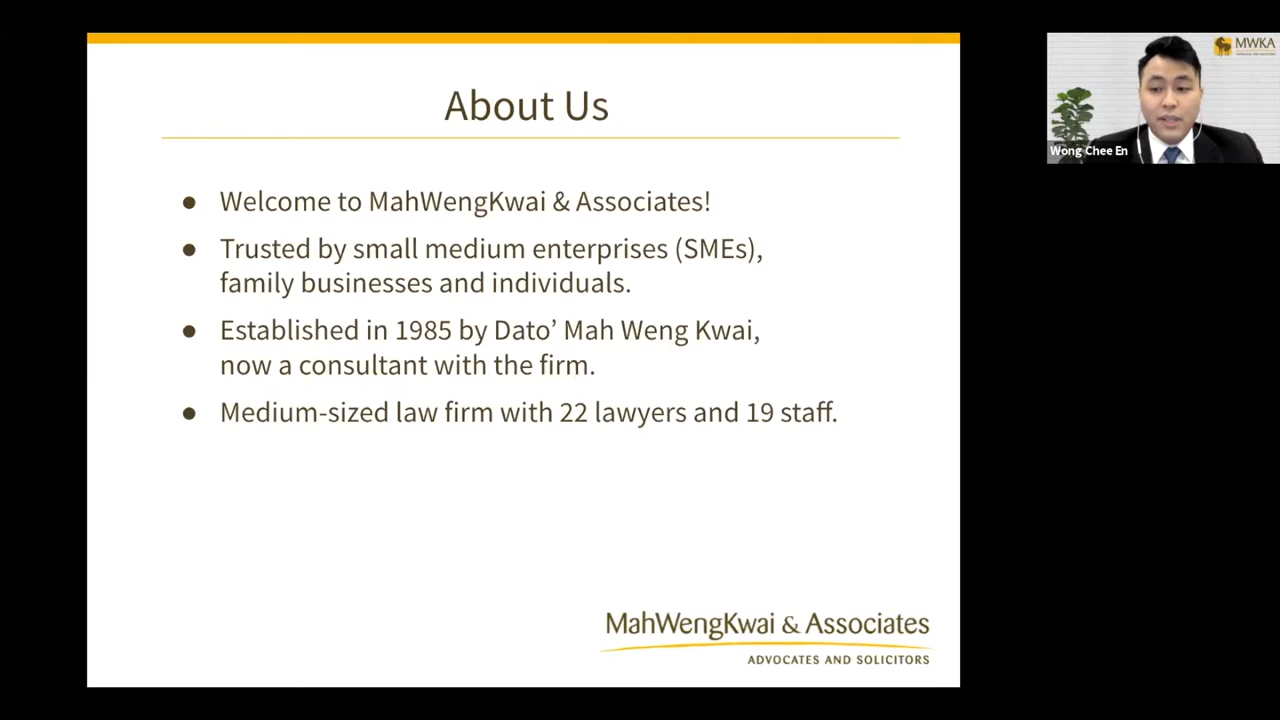 About Us
● Welcome to MahWengKwai & Associates!
● Trusted by small medium enterprises (SMEs),
family businesses and individuals.
● Established in 1985 by Dato’ Mah Weng Kwai,
now a consultant with the firm.
● Medium-sized law firm with 22 lawyers and 19 staff.
MahWengKwai & Associates
ADVOCATES AND SOLICITORS
MWKA
Wong Chee En